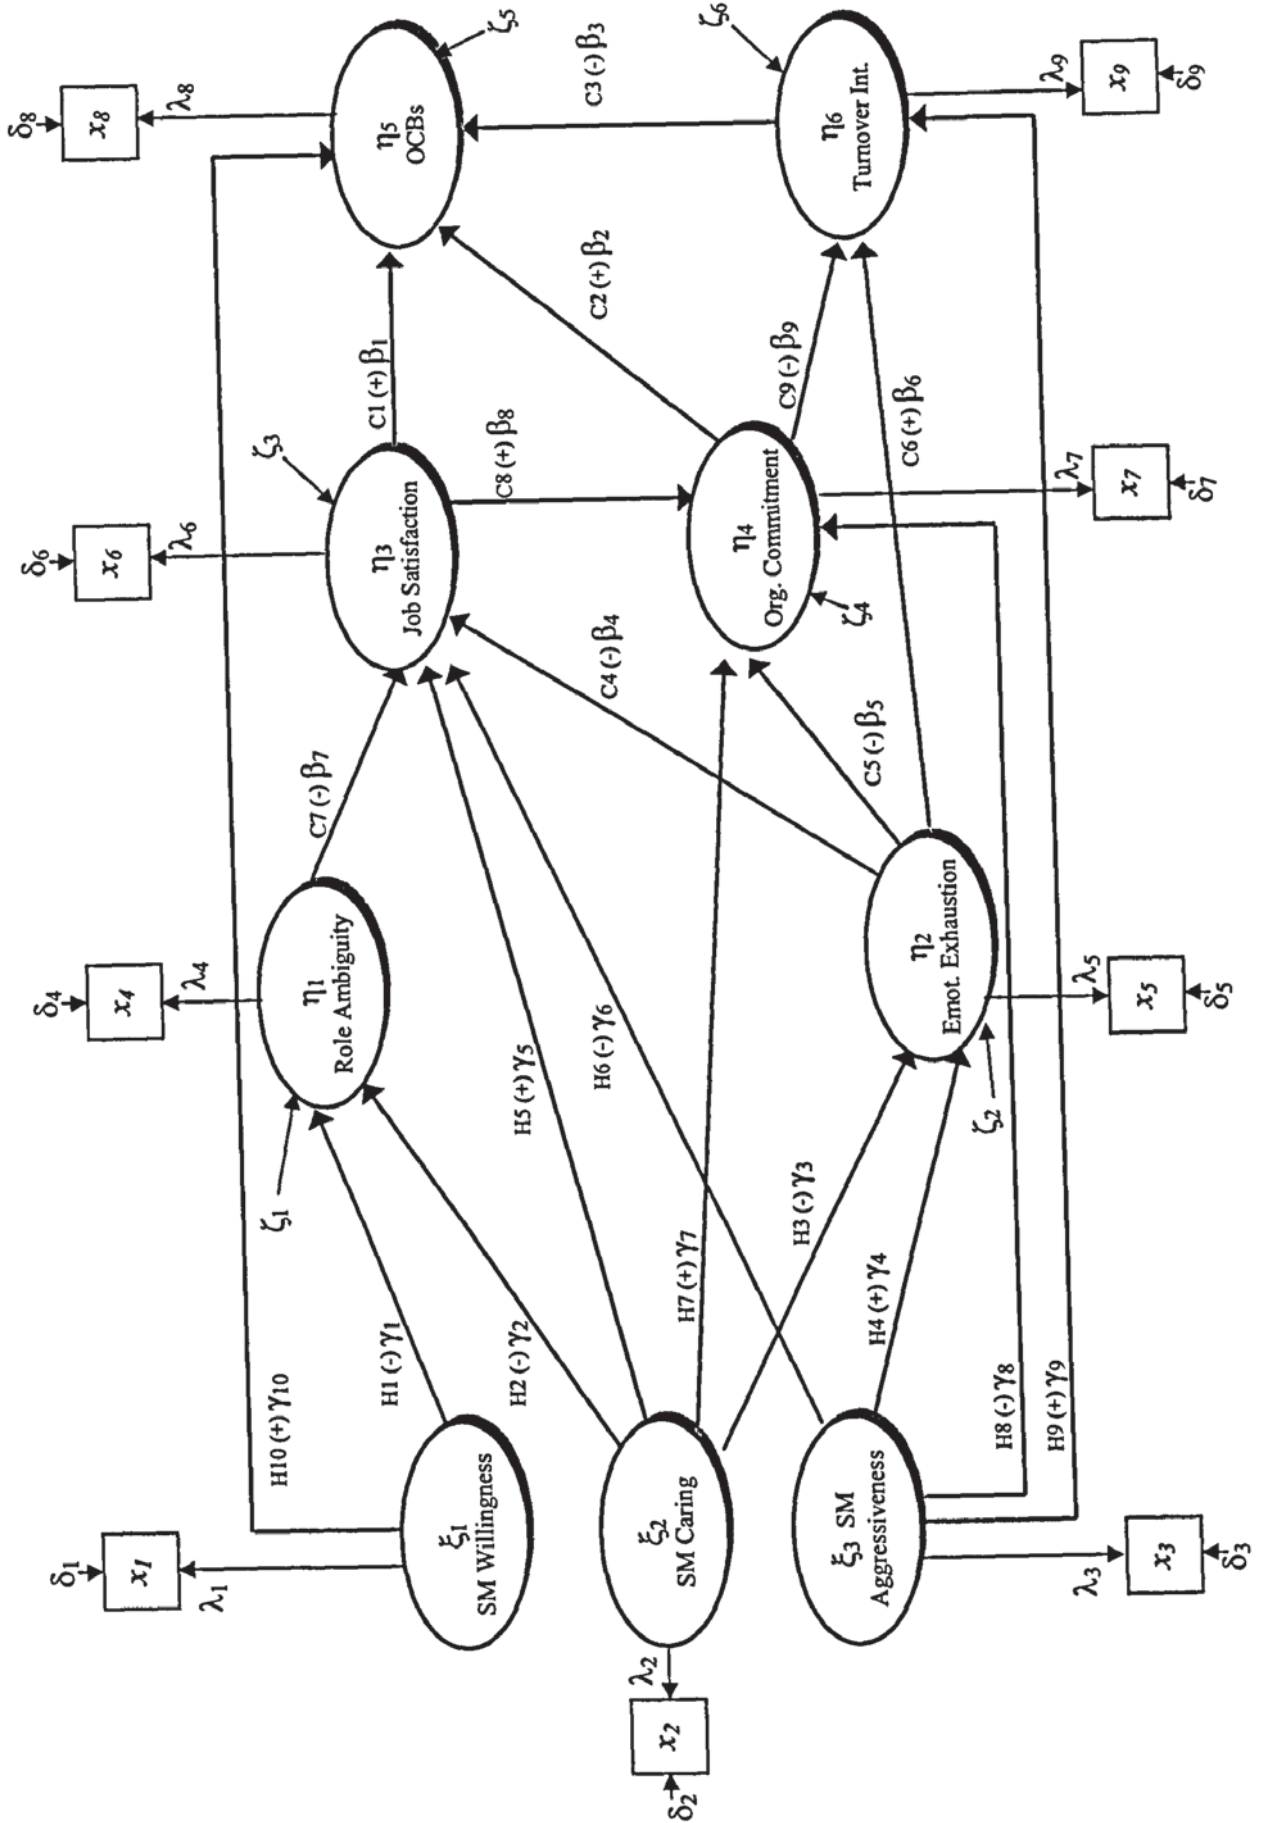 δ1
x1
λ1
δ4
x4
λ4
δ6
x6
λ6
δ8
x8
λ8
H10 (+) γ10
ζ1
C7 (-) β7
ζ3
C1 (+) β1
ζ5
ξ1
SM Willingness
H1 (-) γ1
η1
Role Ambiguity
η3
Job Satisfaction
η5
OCBs
H2 (-) γ2
H5 (+) γ5
C8 (+) β8
C3 (-) β3
C2 (+) β2
δ2
x2
λ2
ξ2
SM Caring
H7 (+) γ7
H6 (-) γ6
C4 (-) β4
ζ6
H3 (-) γ3
η4
Org. Commitment
C9 (-) β9
ζ4
η6
Turnover Int.
ξ3 SM
Aggressiveness
H4 (+) γ4
C5 (-) β5
C6 (+) β6
η2
Emot. Exhaustion
ζ2
H8 (-) γ8
H9 (+) γ9
λ3
x3
δ3
λ5
x5
δ5
λ7
x7
δ7
λ9
x9
δ9